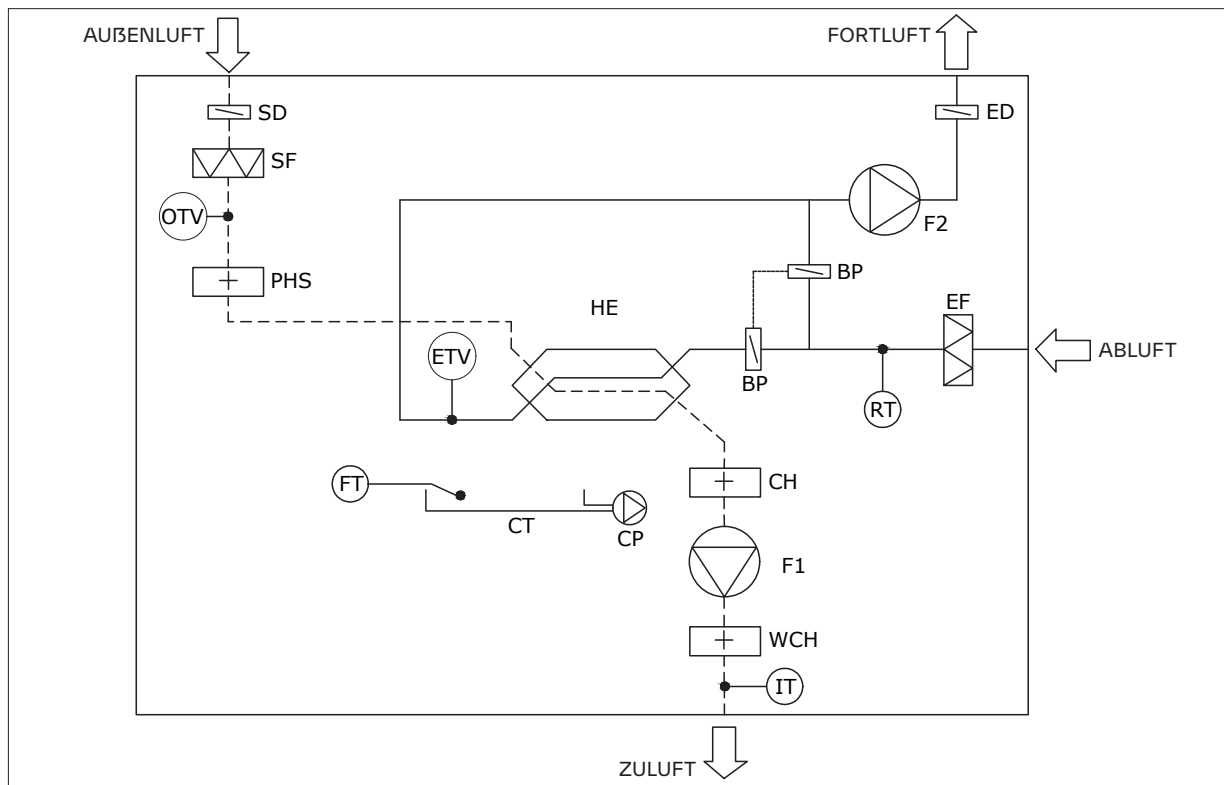 AUßENLUFT
FORTLUFT
SD
ED
SF
OTV
F2
PHS
BP
HE
EF
ETV
ABLUFT
BP
RT
FT
CH
CT
CP
F1
WCH
IT
ZULUFT